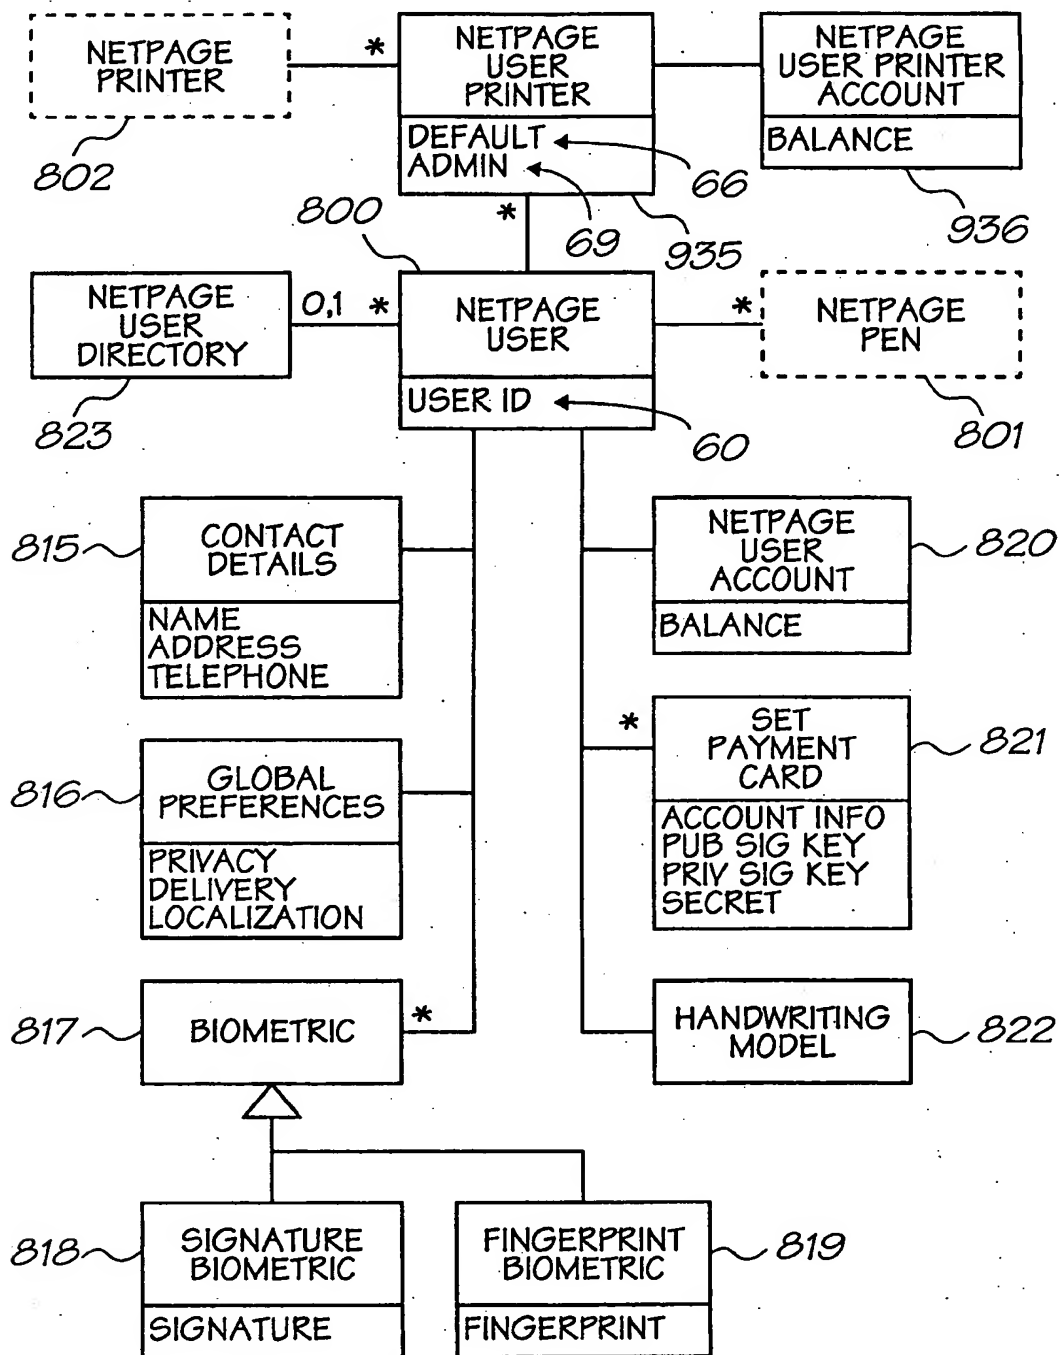 NETPAGE
PRINTER
802
*
NETPAGE
USER
PRINTER
DEFAULT
ADMIN
66
69
935
NETPAGE
USER PRINTER
ACCOUNT
BALANCE
936
*
800
NETPAGE
USER
DIRECTORY
823
0,1 *
NETPAGE
USER
USER ID
60
*
NETPAGE
PEN
801
815
CONTACT
DETAILS
NAME
ADDRESS
TELEPHONE
NETPAGE
USER
ACCOUNT
BALANCE
820
816
GLOBAL
PREFERENCES
PRIVACY
DELIVERY
LOCALIZATION
*
SET
PAYMENT
CARD
ACCOUNT INFO
PUB SIG KEY
PRIV SIG KEY
SECRET
821
817
BIOMETRIC
*
HANDWRITING
MODEL
822
818
SIGNATURE
BIOMETRIC
SIGNATURE
FINGERPRINT
BIOMETRIC
FINGERPRINT
819